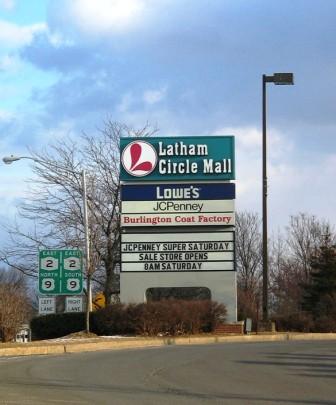 Latham
Circle Mall
LOWE'S
JCPenney
Burlington Coat Factory
JCPENNEY SUPER SATURDAY
SALE STORE OPENS
8AM SATURDAY
EAST EAST
2 2
NORTH SOUTH
9 9
LEFT LANE RIGHT LANE